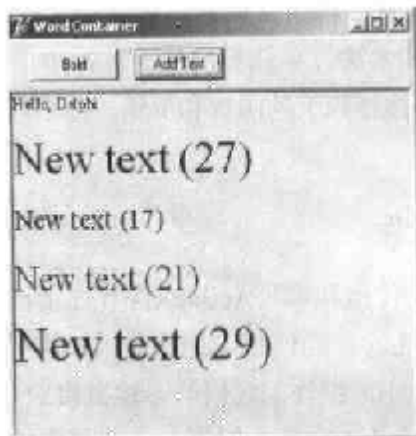 Word Container
Bold Add Text
Hello, Delphi
New text (27)
New text (17)
New text (21)
New text (29)